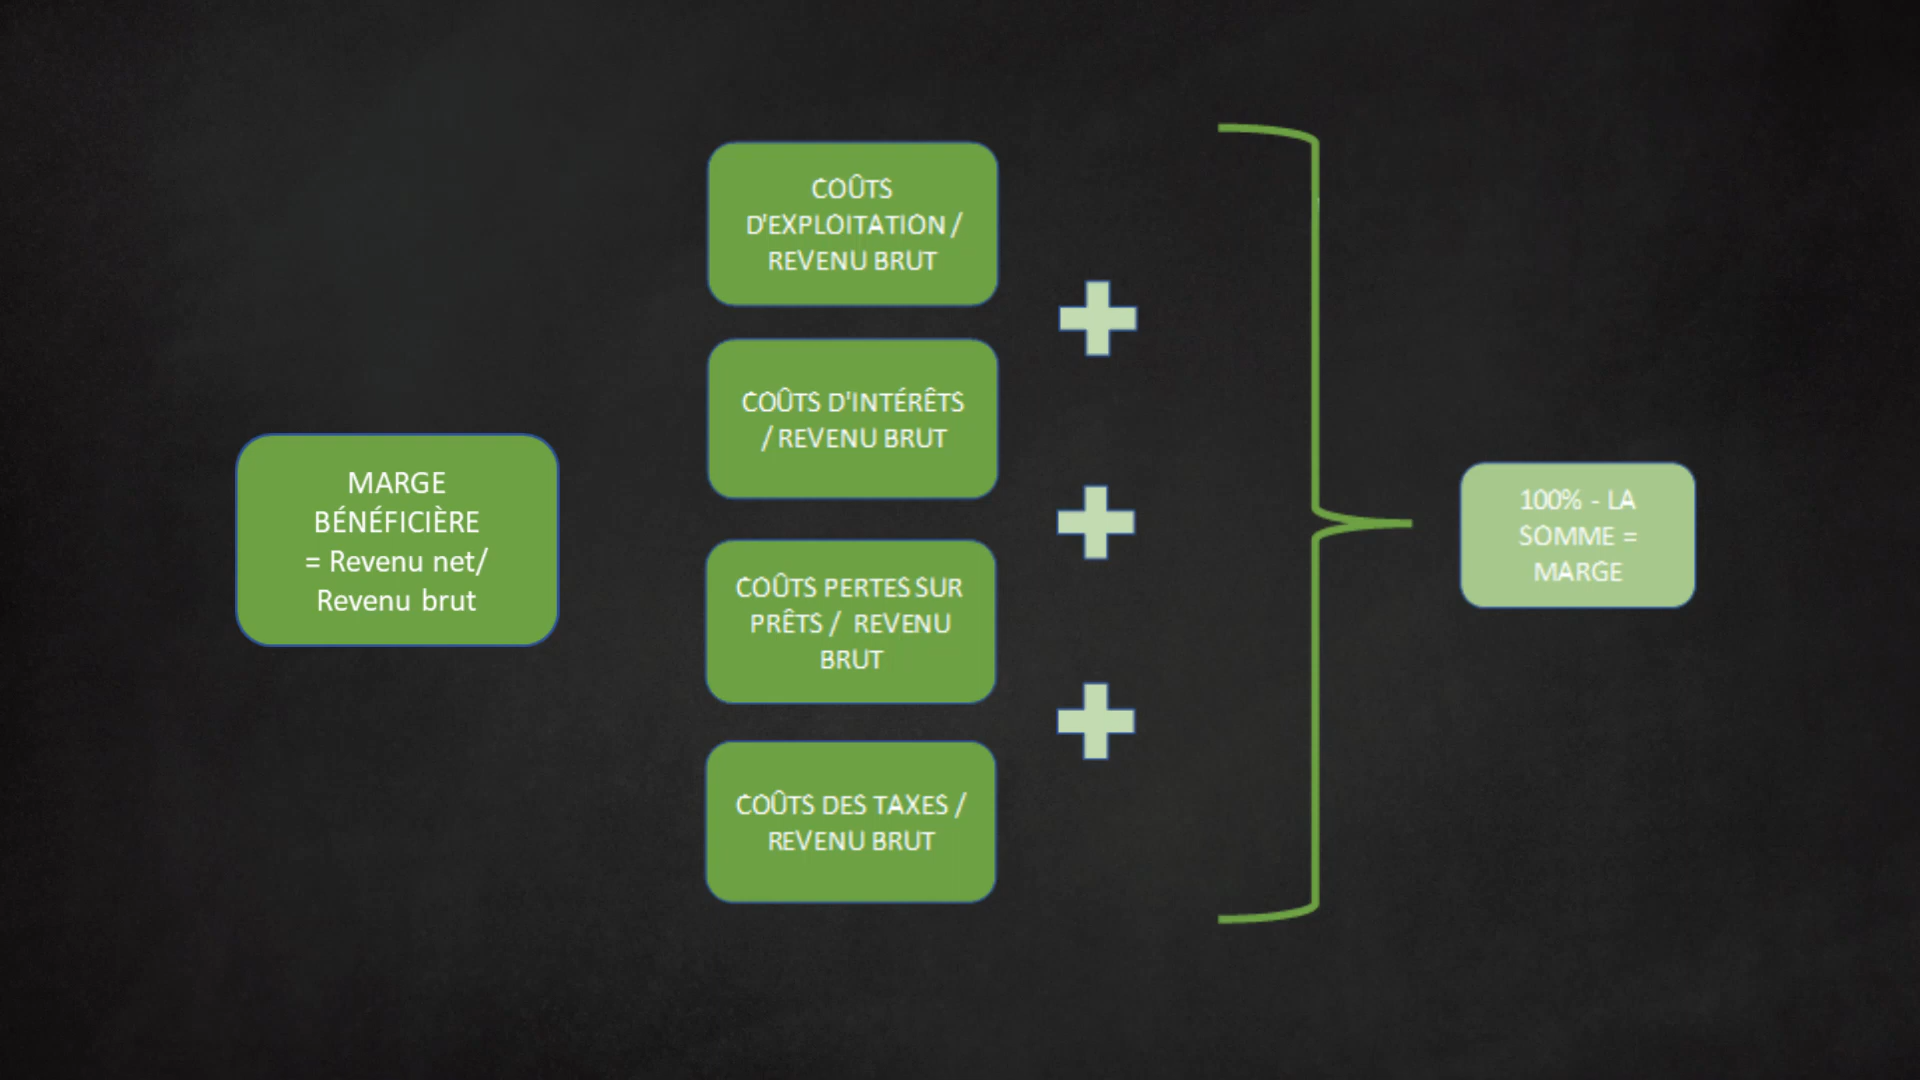 MARGE
BÉNÉFICIÈRE
= Revenu net/
Revenu brut
COÛTS
D'EXPLOITATION /
REVENU BRUT
COÛTS D'INTÉRÊTS
/ REVENU BRUT
COÛTS PERTES SUR
PRÊTS / REVENU
BRUT
COÛTS DES TAXES /
REVENU BRUT
100% - LA
SOMME =
MARGE